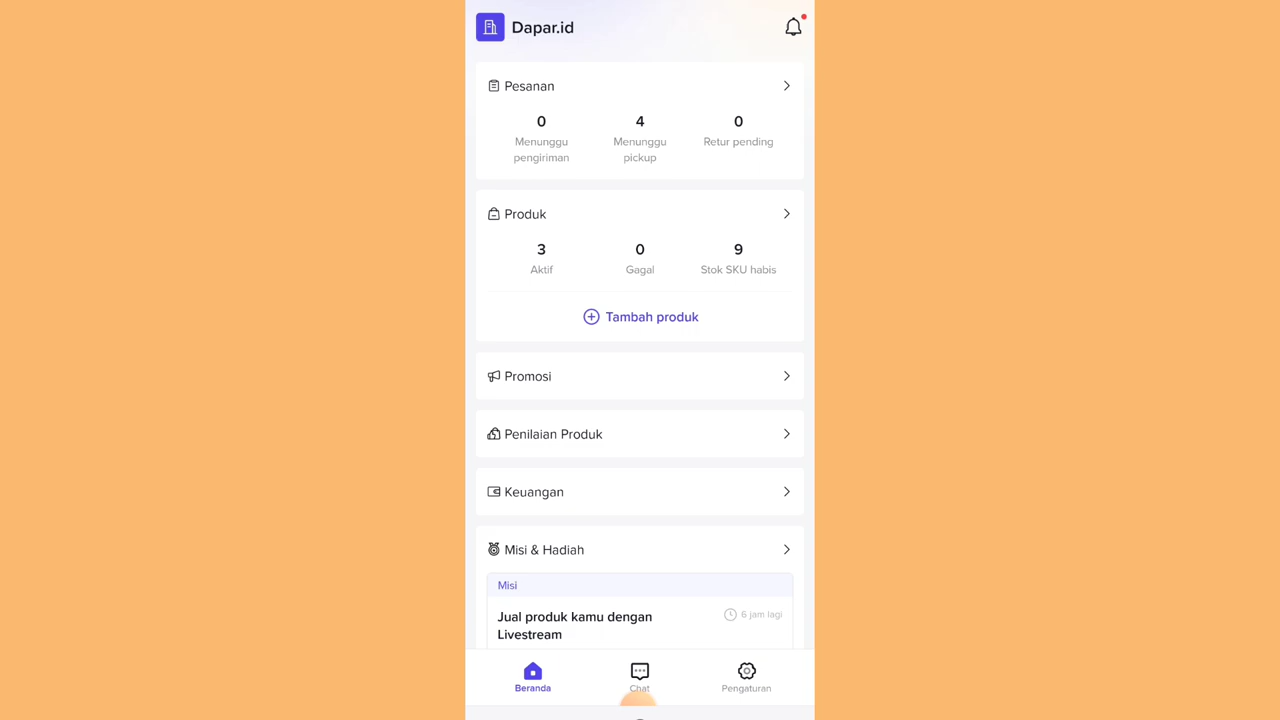 Dapar.id
Pesanan
0 4 0
Menunggu pengiriman
Menunggu pickup
Retur pending
Produk
3 0 9
Aktif Gagal Stok SKU habis
Tambah produk
Promosi
Penilaian Produk
Keuangan
Misi & Hadiah
Misi
Jual produk kamu dengan
Livestream
6 jam lagi
Beranda Chat Pengaturan